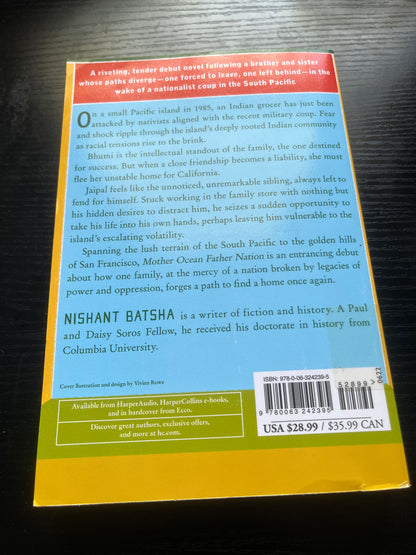 A riveting, tender debut novel following a brother and sister
whose paths diverge—one forced to leave, one left behind—in the
wake of a nationalist coup in the South Pacific
On a small Pacific island in 1985, an Indian grocer has just been
attacked by nativists aligned with the recent military coup. Fear
and shock ripple through the island's deeply rooted Indian community
as racial tensions rise to the brink.
Bhumi is the intellectual standout of the family, the one destined
for success. But when a close friendship becomes a liability, she must
flee her unstable home for California.
Jaipal feels like the unnoticed, unremarkable sibling, always left to
fend for himself. Stuck working in the family store with nothing but
his hidden desires to distract him, he seizes a sudden opportunity to
take his life into his own hands, perhaps leaving him vulnerable to the
island's escalating volatility.
Spanning the lush terrain of the South Pacific to the golden hills
of San Francisco, Mother Ocean Father Nation is an entrancing debut
about how one family, at the mercy of a nation broken by legacies of
power and oppression, forges a path to find a home once again.
NISHANT BATSHA is a writer of fiction and history. A Paul
and Daisy Soros Fellow, he received his doctorate in history from
Columbia University.
Cover illustration and design by Vivian Rowe
Available from HarperAudio, HarperCollins e-books,
and in hardcover from Ecco.
Discover great authors, exclusive offers,
and more at hc.com.
ISBN: 978-0-06-324239-5
52899
0622
9 780063 242395
USA $28.99 / $35.99 CAN